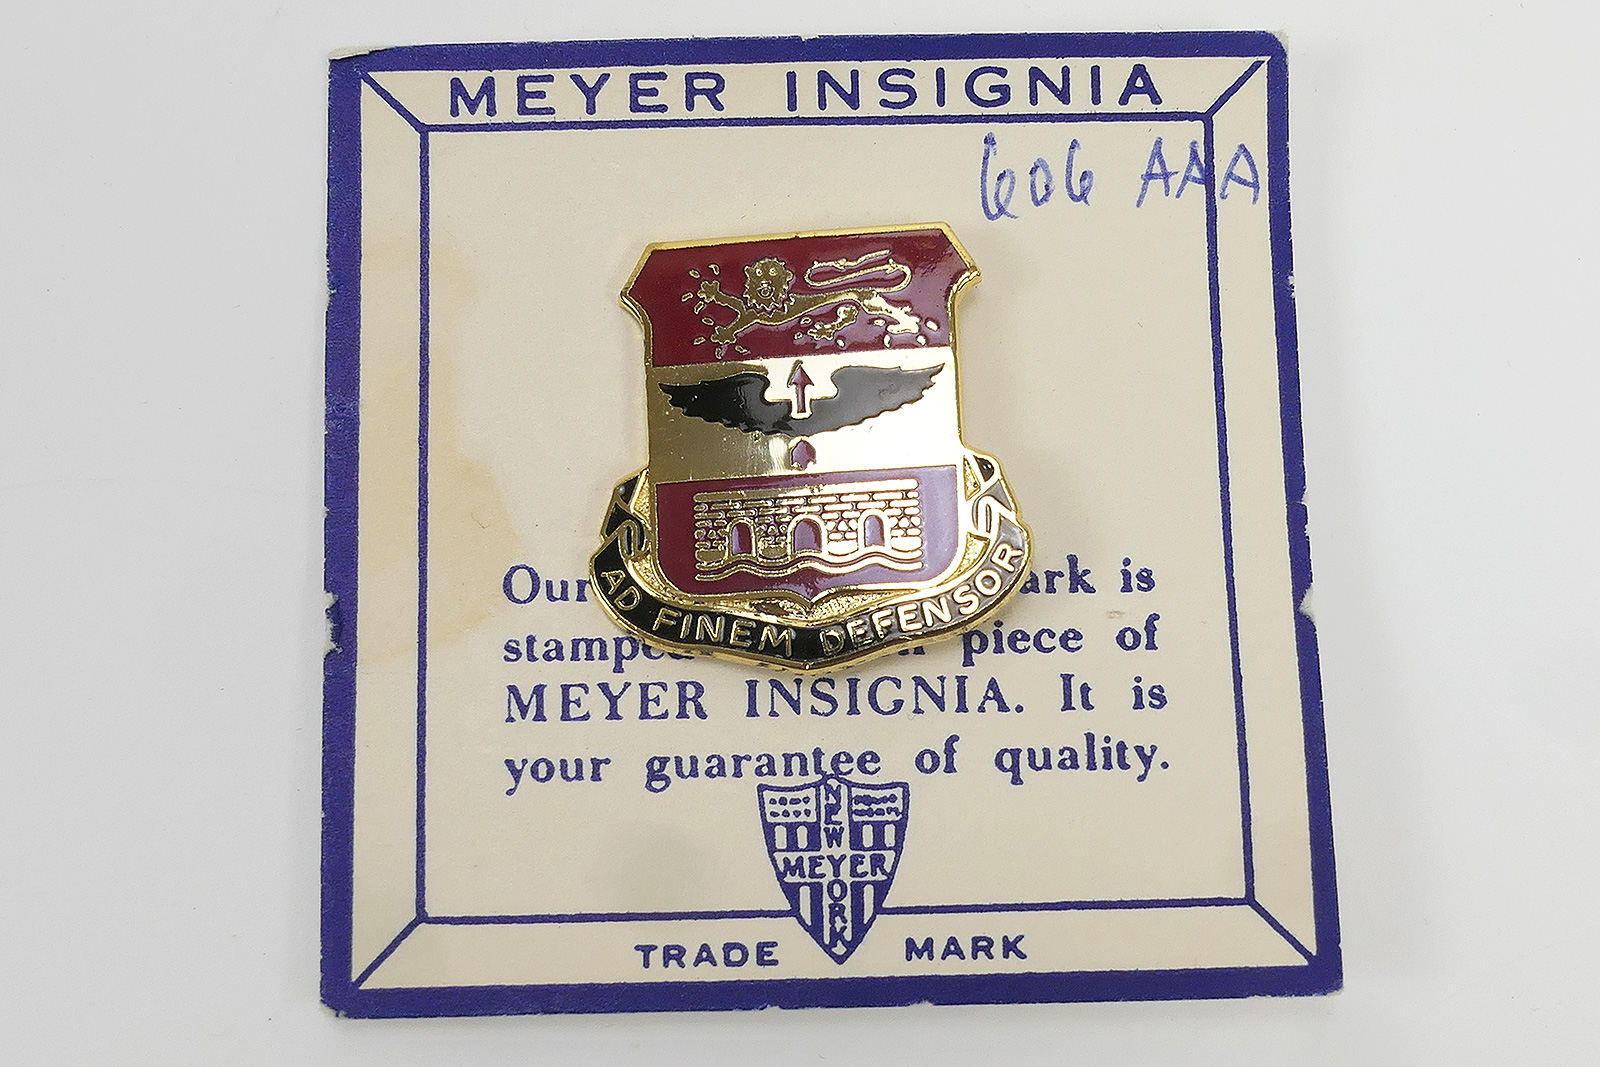 MEYER INSIGNIA
606 AAA
AD FINEM DEFENSOR
Our ark is
stampe piece of
MEYER INSIGNIA. It is
your guarantee of quality.
NEW YORK
MEYER
TRADE MARK